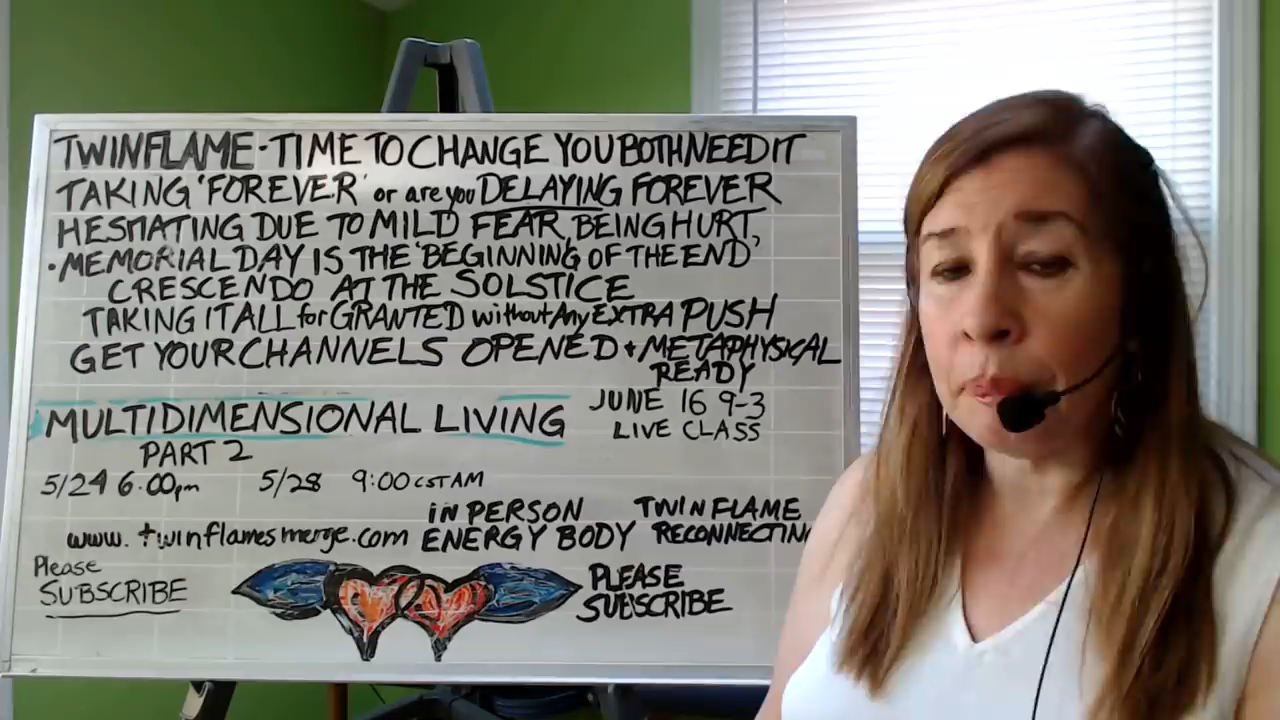 TWINFLAME - TIME TO CHANGE YOU BOTH NEED IT
TAKING 'FOREVER' or are you DELAYING FOREVER
HESITATING DUE TO MILD FEAR BEING HURT,
• MEMORIAL DAY IS THE 'BEGINNING OF THE END'
CRESCENDO AT THE SOLSTICE
TAKING IT ALL for GRANTED without Any EXTRA PUSH
GET YOUR CHANNELS OPENED + METAPHYSICAL
READY
MULTIDIMENSIONAL LIVING
PART 2
JUNE 16 9-3
LIVE CLASS
5/24 6:00pm 5/28 9:00 CST AM
www.twinflamesmerge.com
IN PERSON
ENERGY BODY
TWIN FLAME
RECONNECTIN
Please
SUBSCRIBE
PLEASE
SUBSCRIBE